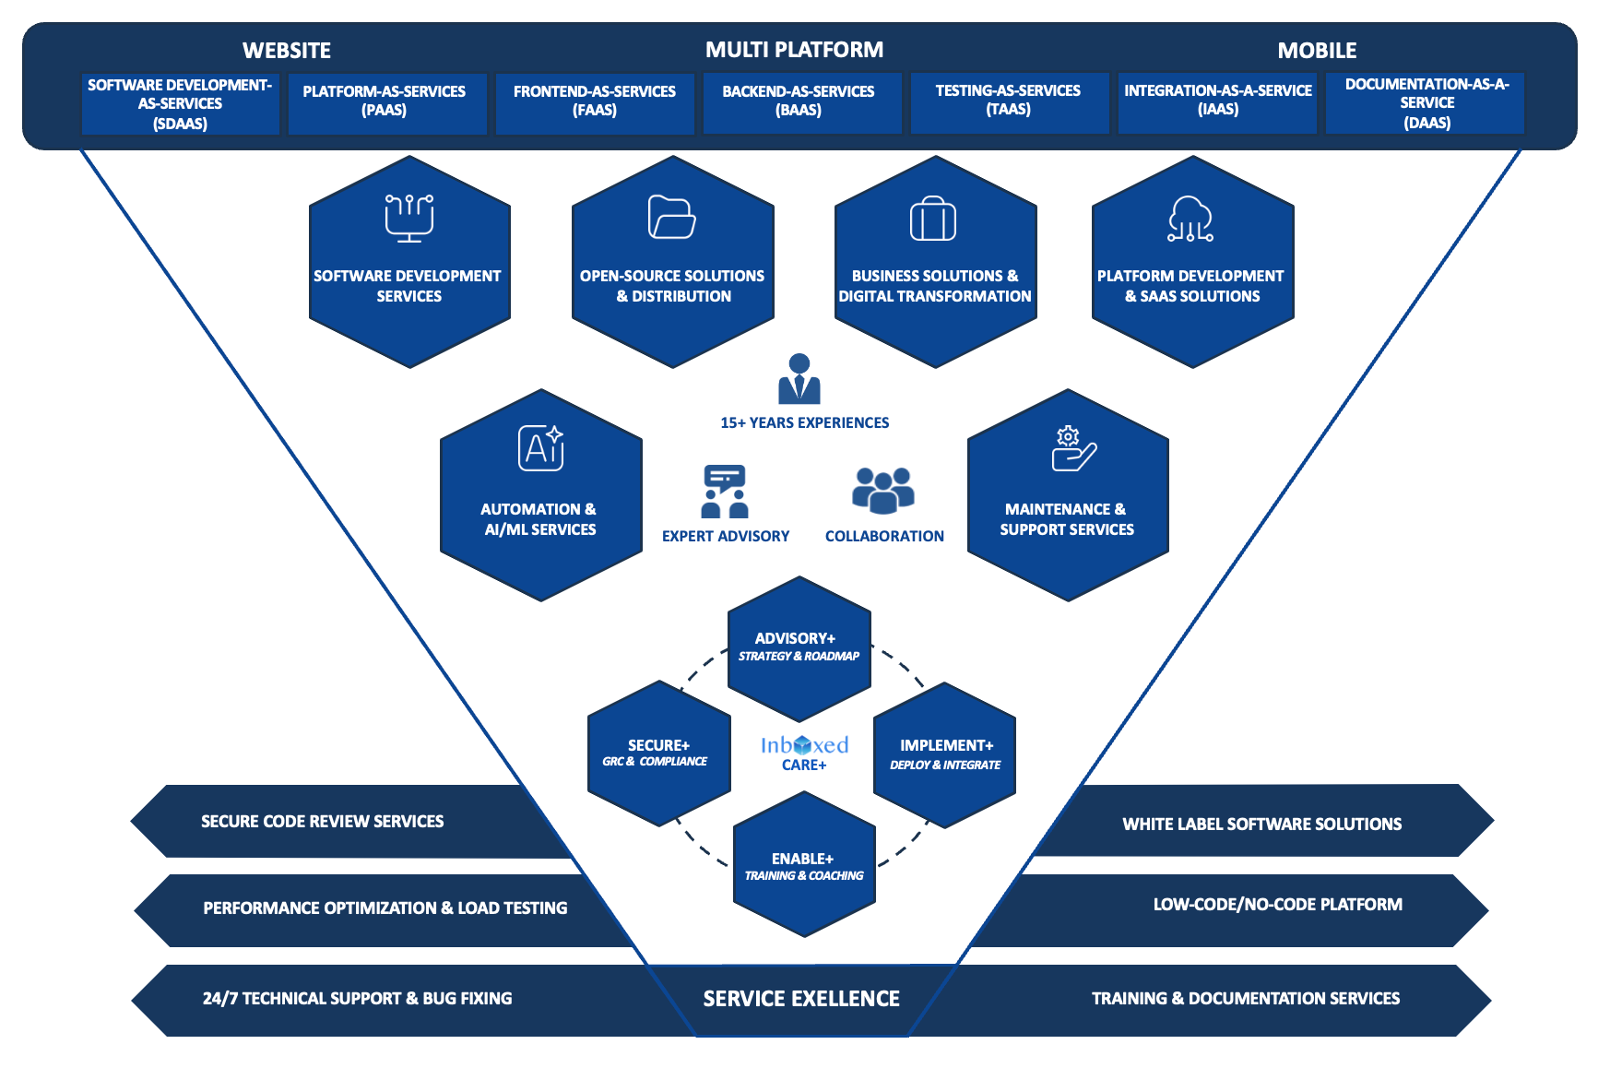 WEBSITE
MULTI PLATFORM
MOBILE
SOFTWARE DEVELOPMENT-
AS-SERVICES
(SDAAS)
PLATFORM-AS-SERVICES
(PAAS)
FRONTEND-AS-SERVICES
(FAAS)
BACKEND-AS-SERVICES
(BAAS)
TESTING-AS-SERVICES
(TAAS)
INTEGRATION-AS-A-SERVICE
(IAAS)
DOCUMENTATION-AS-A-
SERVICE
(DAAS)
SOFTWARE DEVELOPMENT
SERVICES
OPEN-SOURCE SOLUTIONS
& DISTRIBUTION
BUSINESS SOLUTIONS &
DIGITAL TRANSFORMATION
PLATFORM DEVELOPMENT
& SAAS SOLUTIONS
15+ YEARS EXPERIENCES
Ai
AUTOMATION &
AI/ML SERVICES
EXPERT ADVISORY
COLLABORATION
MAINTENANCE &
SUPPORT SERVICES
ADVISORY+
STRATEGY & ROADMAP
SECURE+
GRC & COMPLIANCE
Inboxed
CARE+
IMPLEMENT+
DEPLOY & INTEGRATE
ENABLE+
TRAINING & COACHING
SECURE CODE REVIEW SERVICES
WHITE LABEL SOFTWARE SOLUTIONS
PERFORMANCE OPTIMIZATION & LOAD TESTING
LOW-CODE/NO-CODE PLATFORM
24/7 TECHNICAL SUPPORT & BUG FIXING
SERVICE EXELLENCE
TRAINING & DOCUMENTATION SERVICES